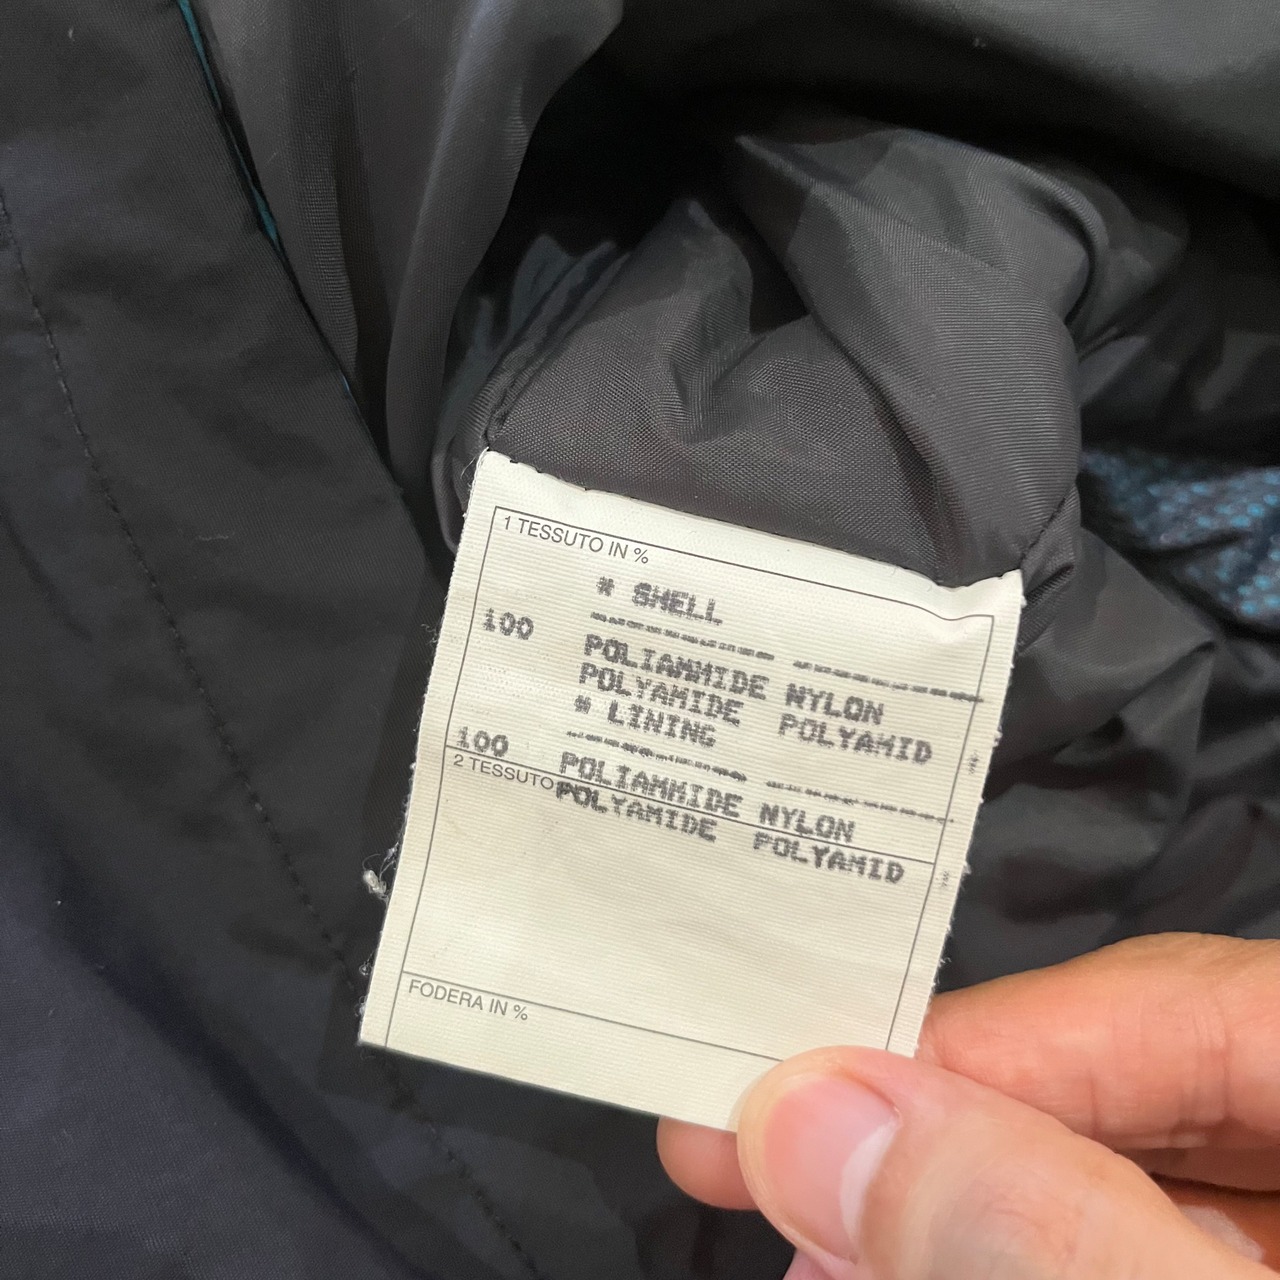 1 TESSUTO IN %
# SHELL
100 POLIAMMIDE NYLON
POLYAMIDE POLYAMID
# LINING
100 POLIAMMIDE NYLON
2 TESSUTO
POLYAMIDE POLYAMID
FODERA IN %